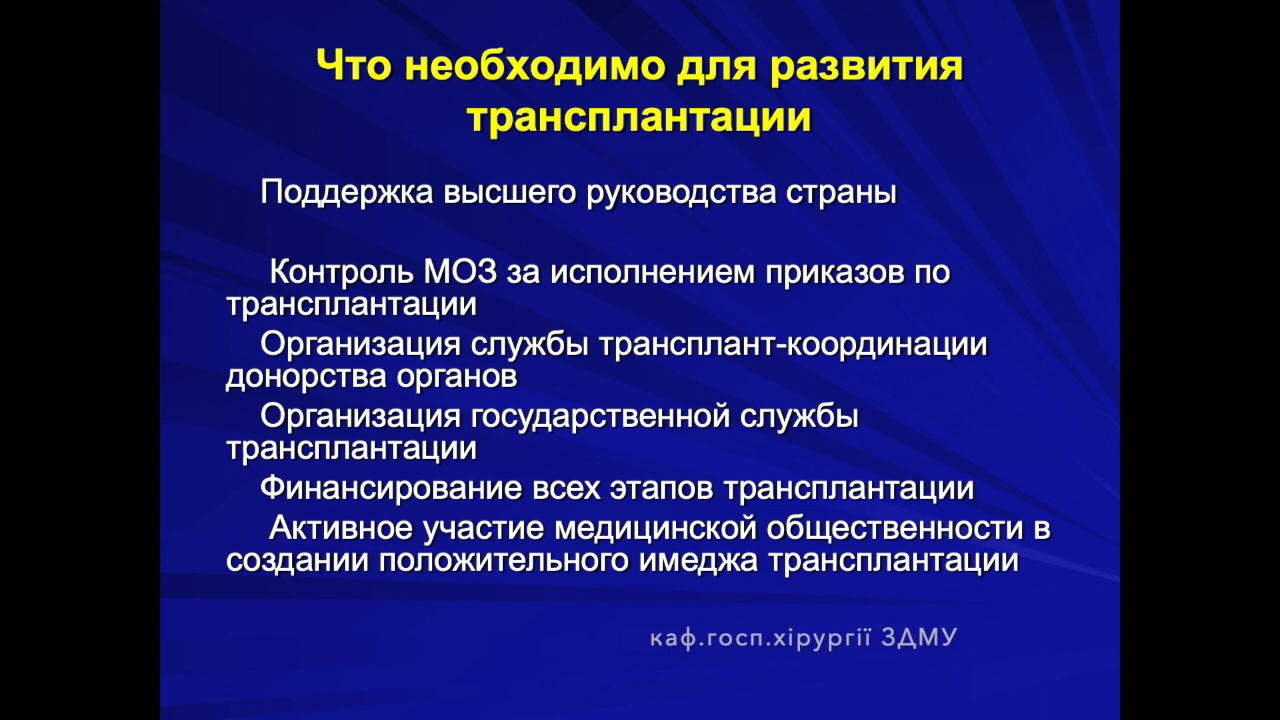 Что необходимо для развития
трансплантации
Поддержка высшего руководства страны
Контроль МОЗ за исполнением приказов по
трансплантации
Организация службы трансплант-координации
донорства органов
Организация государственной службы
трансплантации
Финансирование всех этапов трансплантации
Активное участие медицинской общественности в
создании положительного имеджа трансплантации
каф.госп.хірургії ЗДМУ